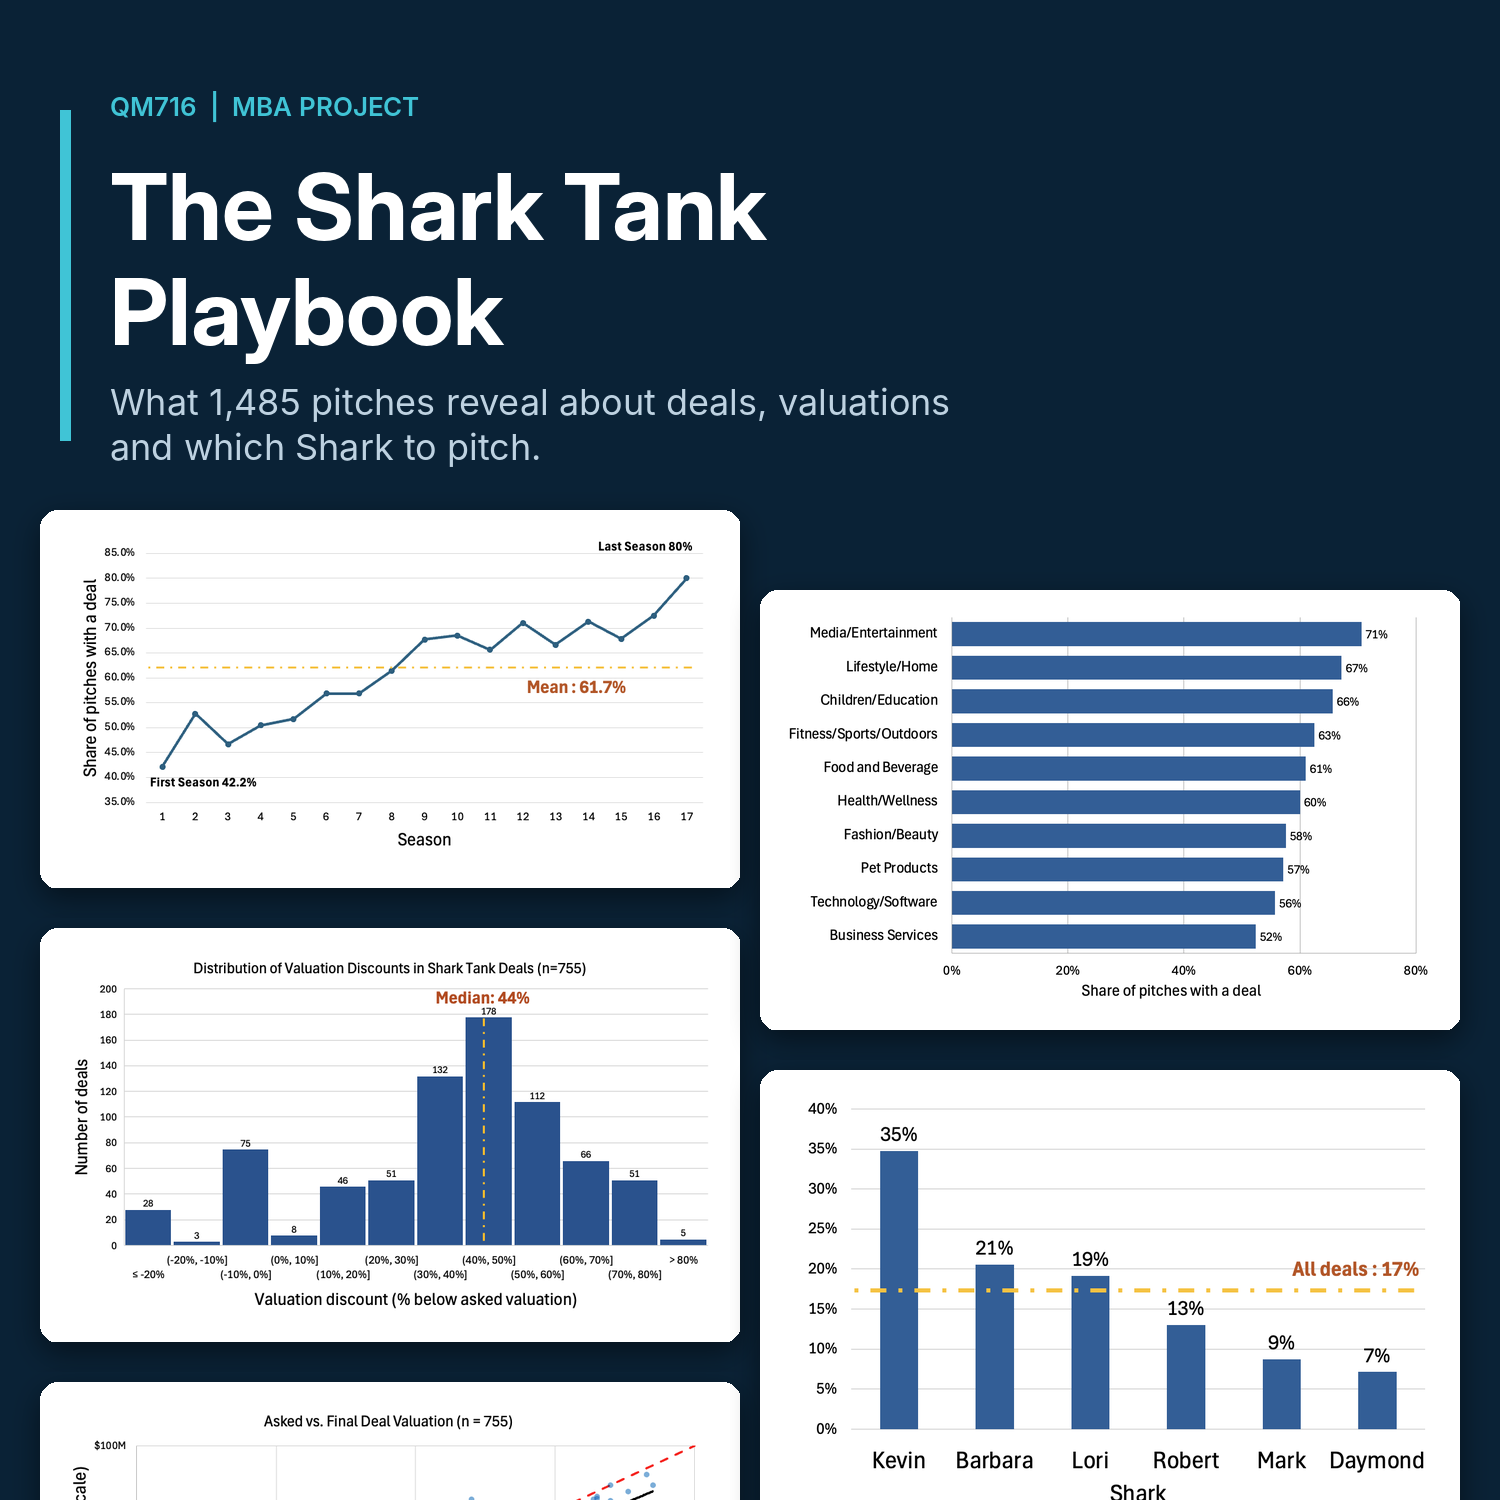 QM716 | MBA PROJECT
The Shark Tank
Playbook
What 1,485 pitches reveal about deals, valuations
and which Shark to pitch.
Last Season 80%
85.0%
80.0%
75.0%
70.0%
65.0%
60.0%
55.0%
50.0%
45.0%
40.0%
35.0%
Share of pitches with a deal
Mean : 61.7%
First Season 42.2%
1 2 3 4 5 6 7 8 9 10 11 12 13 14 15 16 17
Season
Media/Entertainment 71%
Lifestyle/Home 67%
Children/Education 66%
Fitness/Sports/Outdoors 63%
Food and Beverage 61%
Health/Wellness 60%
Fashion/Beauty 58%
Pet Products 57%
Technology/Software 56%
Business Services 52%
0% 20% 40% 60% 80%
Share of pitches with a deal
Distribution of Valuation Discounts in Shark Tank Deals (n=755)
Median: 44%
200
180
160
140
120
100
80
60
40
20
0
Number of deals
28 3 75 8 46 51 132 178 112 66 51 5
(-20%, -10%] (0%, 10%] (20%, 30%] (40%, 50%] (60%, 70%] > 80%
≤ -20% (-10%, 0%] (10%, 20%] (30%, 40%] (50%, 60%] (70%, 80%]
Valuation discount (% below asked valuation)
40%
35%
30%
25%
20%
15%
10%
5%
0%
35% 21% 19% 13% 9% 7%
All deals : 17%
Kevin Barbara Lori Robert Mark Daymond
Shark
Asked vs. Final Deal Valuation (n = 755)
$100M